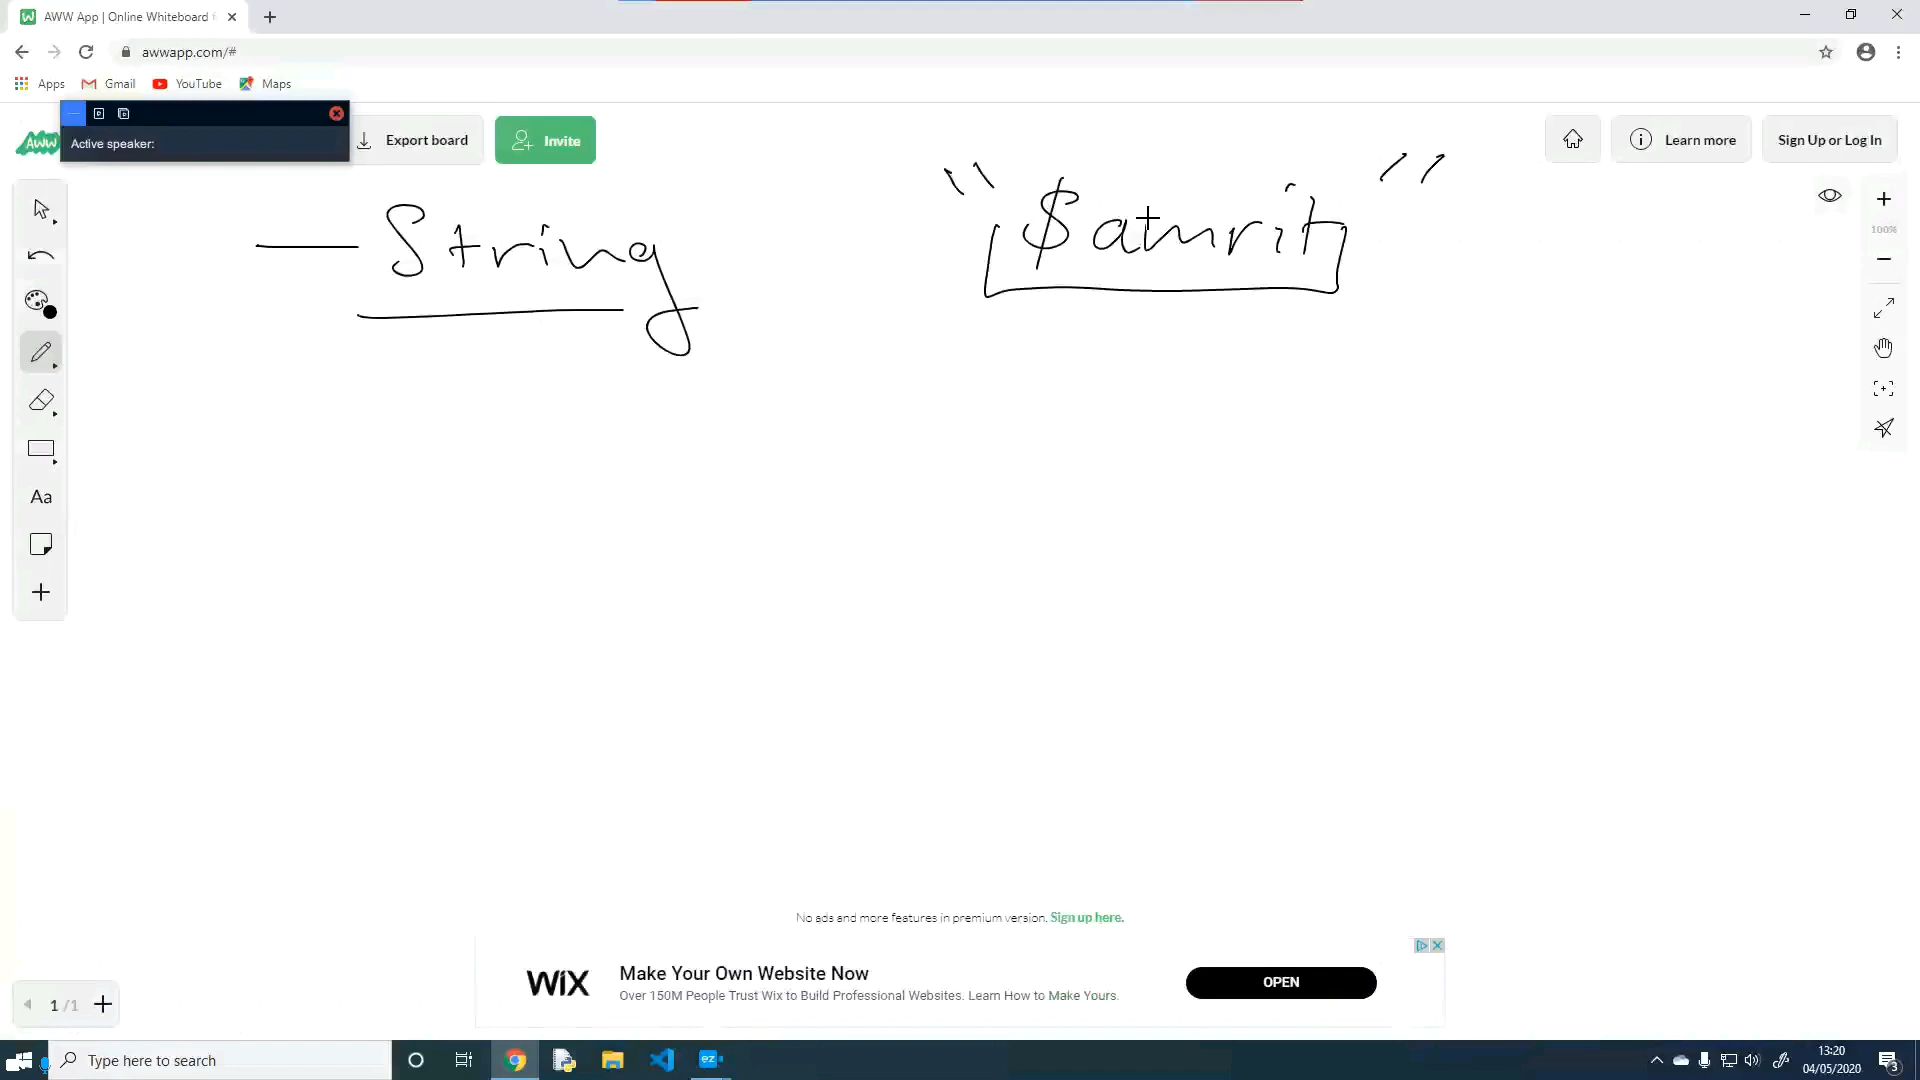 AWW App | Online Whiteboard f
awwapp.com/#
Apps Gmail YouTube Maps
Active speaker:
AWW
Export board
Invite
Learn more
Sign Up or Log In
100%
— String
“ $amrit ”
Aa
No ads and more features in premium version. Sign up here.
WIX
Make Your Own Website Now
Over 150M People Trust Wix to Build Professional Websites. Learn How to Make Yours.
OPEN
1 /1
Type here to search
ez
13:20
04/05/2020
3